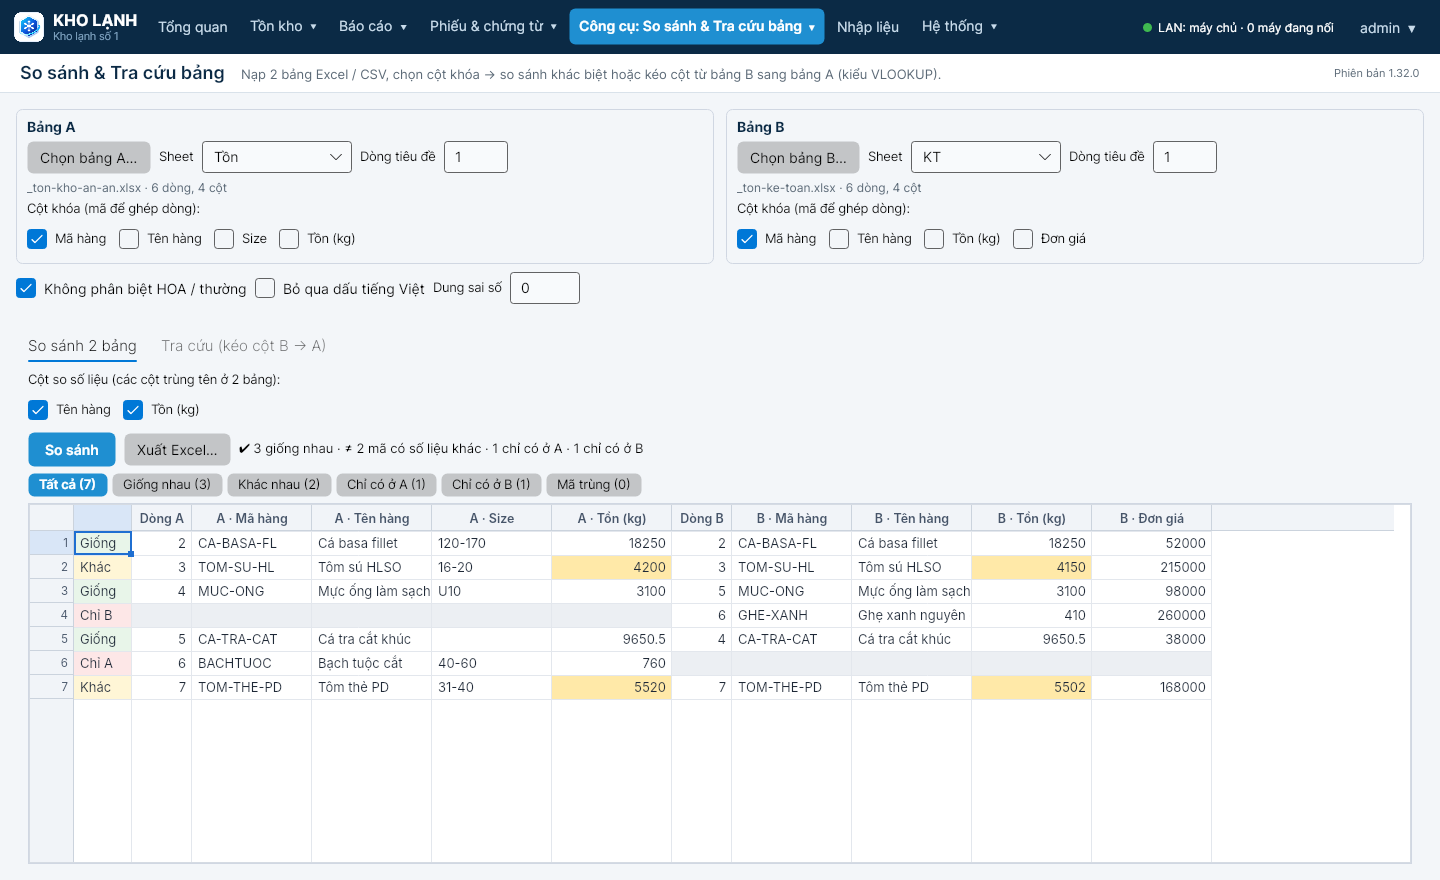 KHO LẠNH
Kho lạnh số 1
Tổng quan Tồn kho ▾ Báo cáo ▾ Phiếu & chứng từ ▾ Công cụ: So sánh & Tra cứu bảng ▾ Nhập liệu Hệ thống ▾ LAN: máy chủ · 0 máy đang nối admin ▾
So sánh & Tra cứu bảng Nạp 2 bảng Excel / CSV, chọn cột khóa → so sánh khác biệt hoặc kéo cột từ bảng B sang bảng A (kiểu VLOOKUP). Phiên bản 1.32.0
Bảng A
Chọn bảng A... Sheet Tồn Dòng tiêu đề 1
_ton-kho-an-an.xlsx · 6 dòng, 4 cột
Cột khóa (mã để ghép dòng):
Mã hàng Tên hàng Size Tồn (kg)
Bảng B
Chọn bảng B... Sheet KT Dòng tiêu đề 1
_ton-ke-toan.xlsx · 6 dòng, 4 cột
Cột khóa (mã để ghép dòng):
Mã hàng Tên hàng Tồn (kg) Đơn giá
Không phân biệt HOA / thường Bỏ qua dấu tiếng Việt Dung sai số 0
So sánh 2 bảng Tra cứu (kéo cột B → A)
Cột so số liệu (các cột trùng tên ở 2 bảng):
Tên hàng Tồn (kg)
So sánh Xuất Excel... ✔ 3 giống nhau · ≠ 2 mã có số liệu khác · 1 chỉ có ở A · 1 chỉ có ở B
Tất cả (7) Giống nhau (3) Khác nhau (2) Chỉ có ở A (1) Chỉ có ở B (1) Mã trùng (0)
Dòng A A · Mã hàng A · Tên hàng A · Size A · Tồn (kg) Dòng B B · Mã hàng B · Tên hàng B · Tồn (kg) B · Đơn giá
1 Giống 2 CA-BASA-FL Cá basa fillet 120-170 18250 2 CA-BASA-FL Cá basa fillet 18250 52000
2 Khác 3 TOM-SU-HL Tôm sú HLSO 16-20 4200 3 TOM-SU-HL Tôm sú HLSO 4150 215000
3 Giống 4 MUC-ONG Mực ống làm sạch U10 3100 5 MUC-ONG Mực ống làm sạch 3100 98000
4 Chỉ B 6 GHE-XANH Ghẹ xanh nguyên 410 260000
5 Giống 5 CA-TRA-CAT Cá tra cắt khúc 9650.5 4 CA-TRA-CAT Cá tra cắt khúc 9650.5 38000
6 Chỉ A 6 BACHTUOC Bạch tuộc cắt 40-60 760
7 Khác 7 TOM-THE-PD Tôm thẻ PD 31-40 5520 7 TOM-THE-PD Tôm thẻ PD 5502 168000